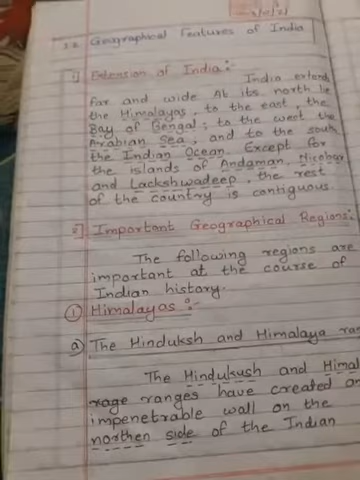 1.2. Geographical Features of India
1] Extension of India :-
India extend
far and wide. At its north lie
the Himalayas, to the east, the
Bay of Bengal, to the west the
Arabian Sea, and to the south
the Indian Ocean. Except for
the islands of Andaman, Nicobar
and Lackshwadeep, the rest
of the country is contiguous.
2] Important Geographical Regions:
The following regions are
important at the course of
Indian history.
① Himalayas :-
ⓐ The Hinduksh and Himalaya ra
The Hindukush and Himal
ranges have created an
impenetrable wall on the
northen side of the Indian